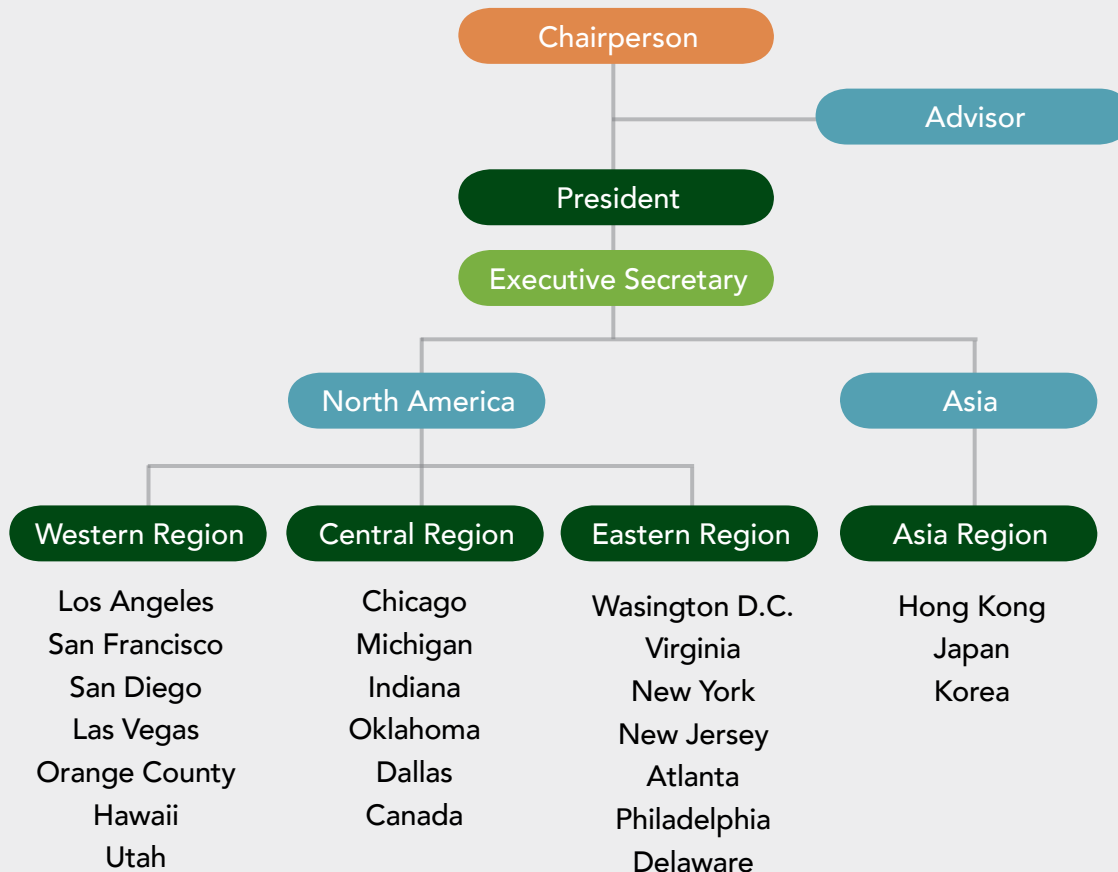 Chairperson
Advisor
President
Executive Secretary
North America
Asia
Western Region
Central Region
Eastern Region
Asia Region
Los Angeles
San Francisco
San Diego
Las Vegas
Orange County
Hawaii
Utah
Chicago
Michigan
Indiana
Oklahoma
Dallas
Canada
Wasington D.C.
Virginia
New York
New Jersey
Atlanta
Philadelphia
Delaware
Hong Kong
Japan
Korea